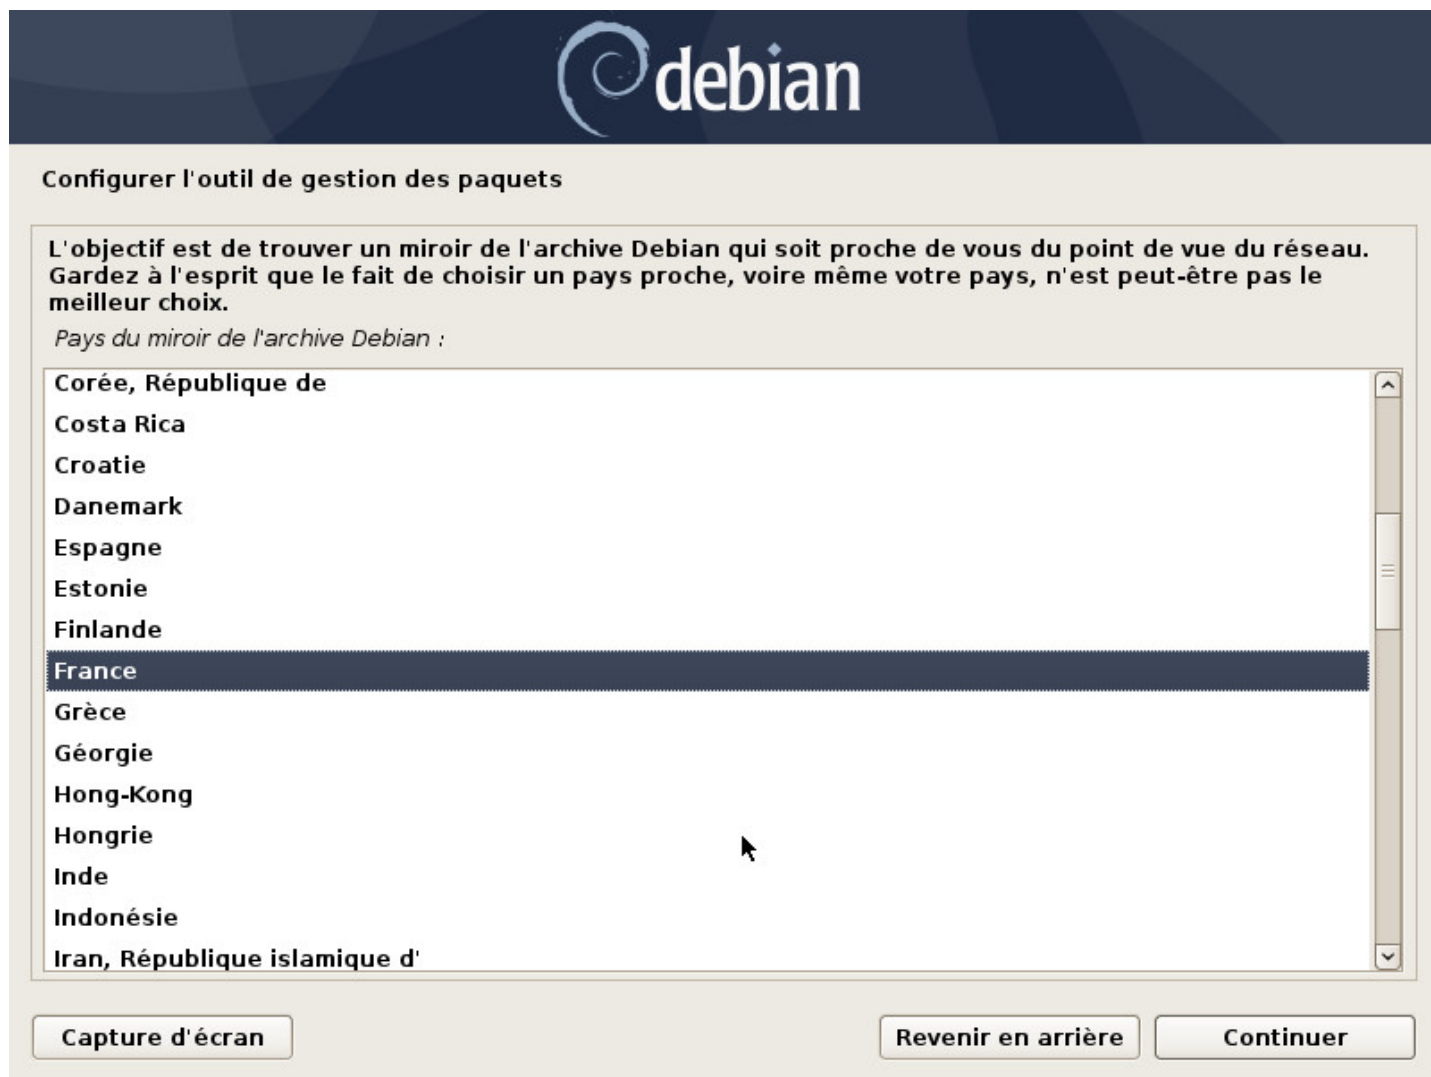 debian
Configurer l'outil de gestion des paquets
L'objectif est de trouver un miroir de l'archive Debian qui soit proche de vous du point de vue du réseau.
Gardez à l'esprit que le fait de choisir un pays proche, voire même votre pays, n'est peut-être pas le
meilleur choix.
Pays du miroir de l'archive Debian :
Corée, République de
Costa Rica
Croatie
Danemark
Espagne
Estonie
Finlande
France
Grèce
Géorgie
Hong-Kong
Hongrie
Inde
Indonésie
Iran, République islamique d'
Capture d'écran
Revenir en arrière
Continuer